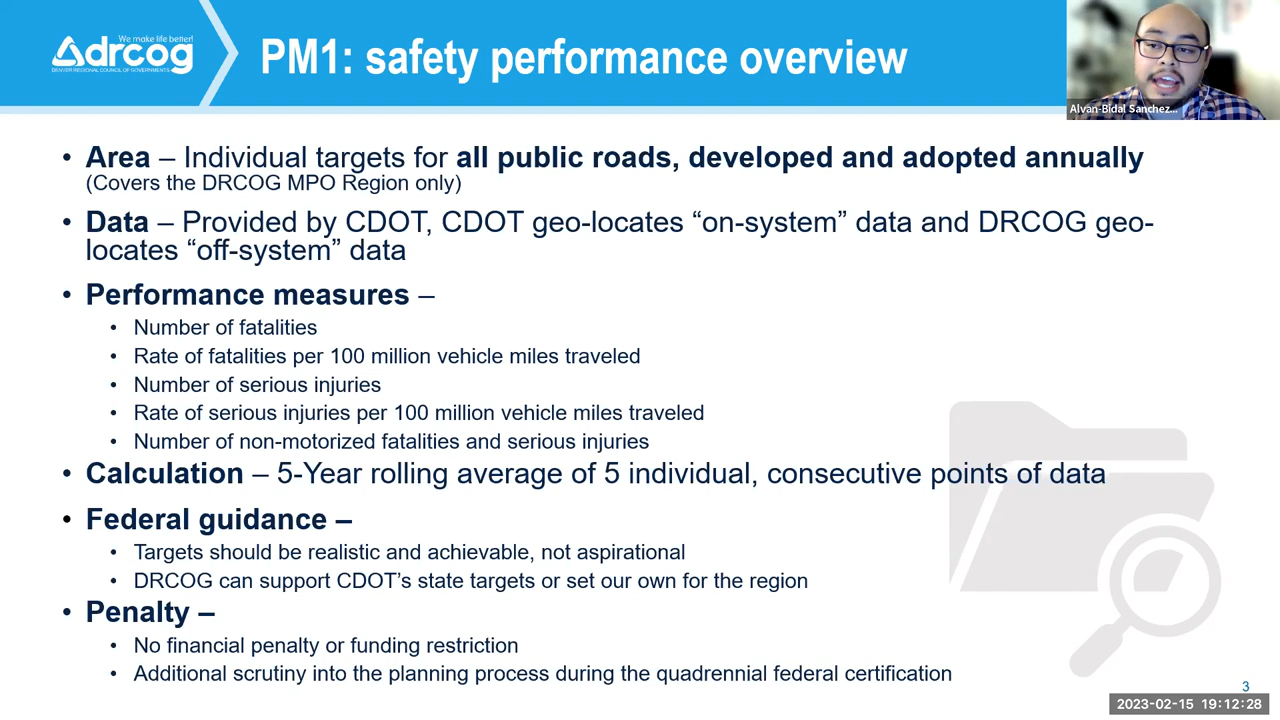 We make life better!
drcog
DENVER REGIONAL COUNCIL OF GOVERNMENTS
PM1: safety performance overview
Alvan-Bidal Sanchez...
• Area – Individual targets for all public roads, developed and adopted annually
(Covers the DRCOG MPO Region only)
• Data – Provided by CDOT, CDOT geo-locates “on-system” data and DRCOG geo-
locates “off-system” data
• Performance measures –
• Number of fatalities
• Rate of fatalities per 100 million vehicle miles traveled
• Number of serious injuries
• Rate of serious injuries per 100 million vehicle miles traveled
• Number of non-motorized fatalities and serious injuries
• Calculation – 5-Year rolling average of 5 individual, consecutive points of data
• Federal guidance –
• Targets should be realistic and achievable, not aspirational
• DRCOG can support CDOT’s state targets or set our own for the region
• Penalty –
• No financial penalty or funding restriction
• Additional scrutiny into the planning process during the quadrennial federal certification
3
2023-02-15 19:12:28